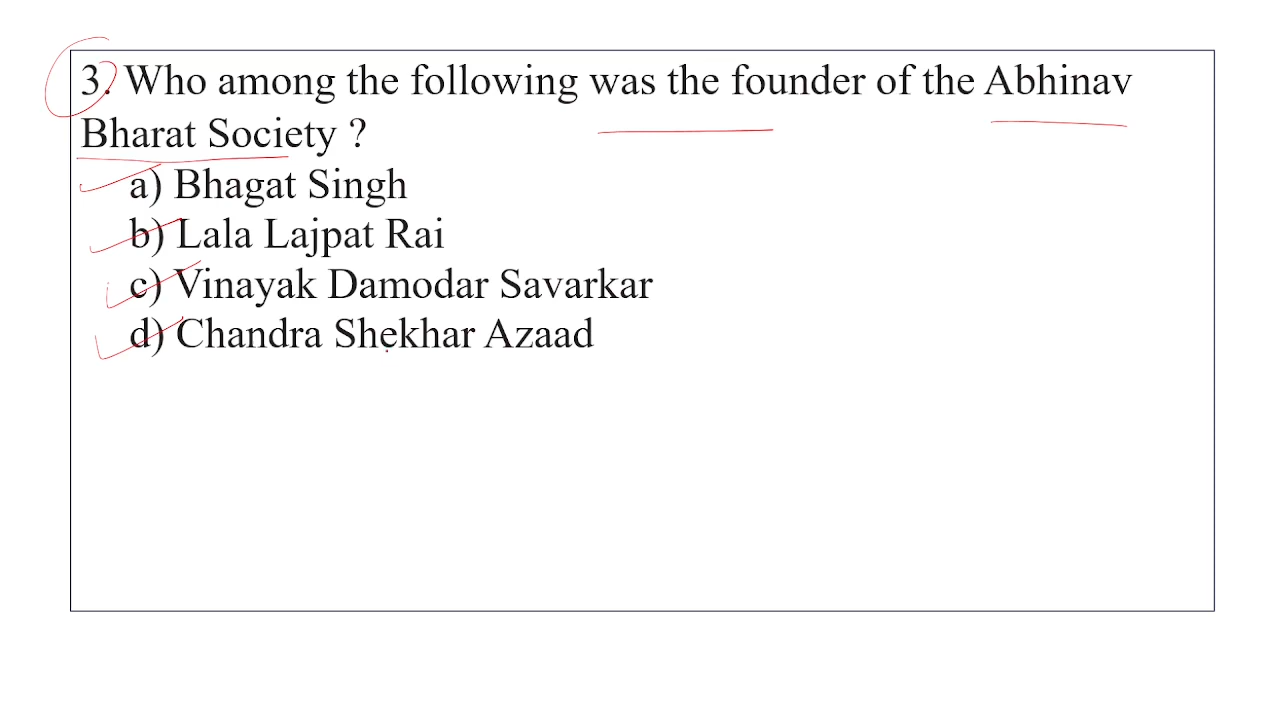 3. Who among the following was the founder of the Abhinav
Bharat Society ?
a) Bhagat Singh
b) Lala Lajpat Rai
c) Vinayak Damodar Savarkar
d) Chandra Shekhar Azaad